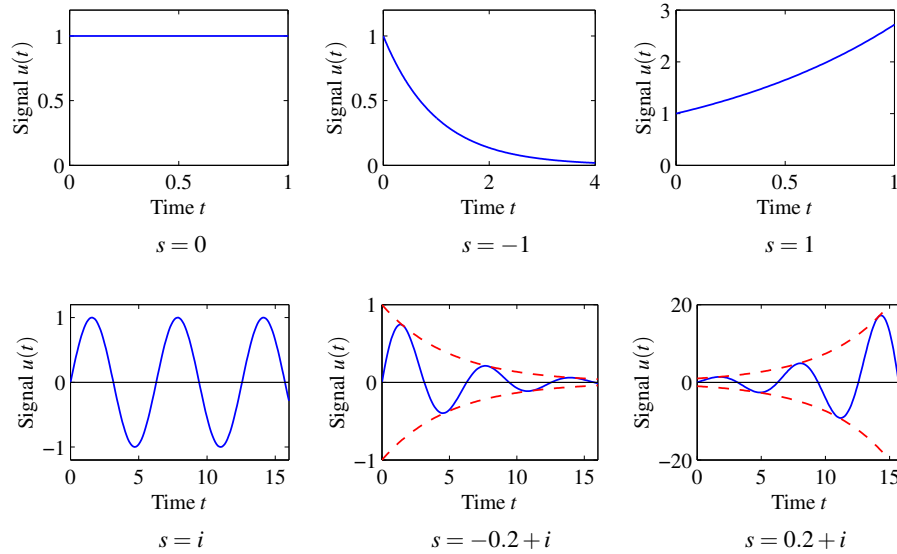 Signal u(t)
1
0.5
0
0
0.5
1
Time t
s = 0
Signal u(t)
1
0.5
0
0
2
4
Time t
s = −1
Signal u(t)
3
2
1
0
0
0.5
1
Time t
s = 1
Signal u(t)
1
0
−1
0
5
10
15
Time t
s = i
Signal u(t)
1
0
−1
0
5
10
15
Time t
s = −0.2 + i
Signal u(t)
20
0
−20
0
5
10
15
Time t
s = 0.2 + i